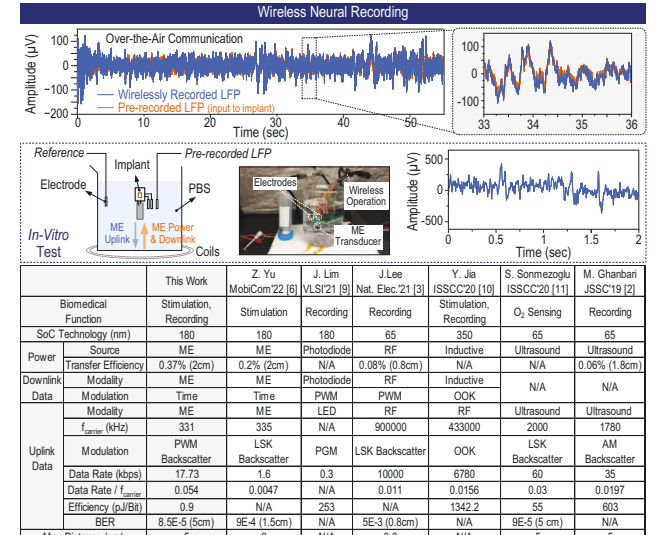 Wireless Neural Recording
Over-the-Air Communication
Amplitude (µV)
100
0
-100
-200
Wirelessly Recorded LFP
Pre-recorded LFP (input to implant)
0 10 20 30 40 50
Time (sec)
100
0
-100
33 34 35 36
Reference
Pre-recorded LFP
Implant
Electrode
PBS
ME Uplink
ME Power & Downlink
In-Vitro Test
Coils
Electrodes
Wireless Operation
ME Transducer
Amplitude (µV)
500
0
-500
0 0.5 1 1.5 2
Time (sec)
This Work | Z. Yu MobiCom'22 [6] | J. Lim VLSI'21 [9] | J.Lee Nat. Elec.'21 [3] | Y. Jia ISSCC'20 [10] | S. Sonmezoglu ISSCC'20 [11] | M. Ghanbari JSSC'19 [2]
Biomedical Function | Stimulation, Recording | Stimulation | Recording | Recording | Stimulation, Recording | O2 Sensing | Recording
SoC Technology (nm) | 180 | 180 | 180 | 65 | 350 | 65 | 65
Power | Source | ME | ME | Photodiode | RF | Inductive | Ultrasound | Ultrasound
Transfer Efficiency | 0.37% (2cm) | 0.2% (2cm) | N/A | 0.08% (0.8cm) | N/A | N/A | 0.06% (1.8cm)
Downlink Data | Modality | ME | ME | Photodiode | RF | Inductive | N/A | N/A
Modulation | Time | Time | PWM | PWM | OOK
Uplink Data | Modality | ME | ME | LED | RF | RF | Ultrasound | Ultrasound
fcarrier (kHz) | 331 | 335 | N/A | 900000 | 433000 | 2000 | 1780
Modulation | PWM Backscatter | LSK Backscatter | PGM | LSK Backscatter | OOK | LSK Backscatter | AM Backscatter
Data Rate (kbps) | 17.73 | 1.6 | 0.3 | 10000 | 6780 | 60 | 35
Data Rate / fcarrier | 0.054 | 0.0047 | N/A | 0.011 | 0.0156 | 0.03 | 0.0197
Efficiency (pJ/Bit) | 0.9 | N/A | 253 | N/A | 1342.2 | 55 | 603
BER | 8.5E-5 (5cm) | 9E-4 (1.5cm) | N/A | 5E-3 (0.8cm) | N/A | 9E-5 (5 cm) | N/A